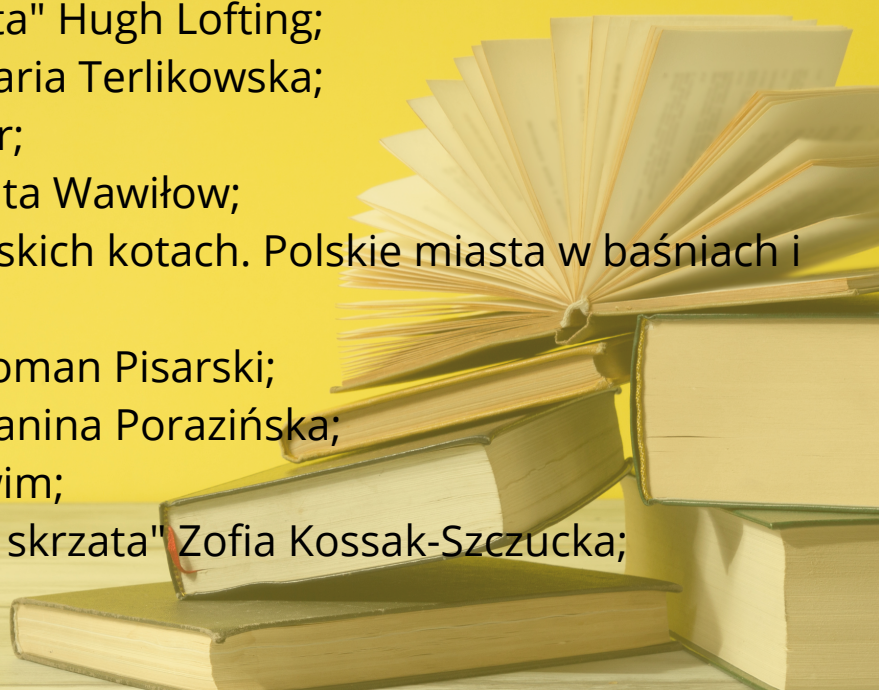 ta" Hugh Lofting;
aria Terlikowska;
r;
ta Wawiłow;
skich kotach. Polskie miasta w baśniach i
oman Pisarski;
anina Porazińska;
wim;
skrzata" Zofia Kossak-Szczucka;